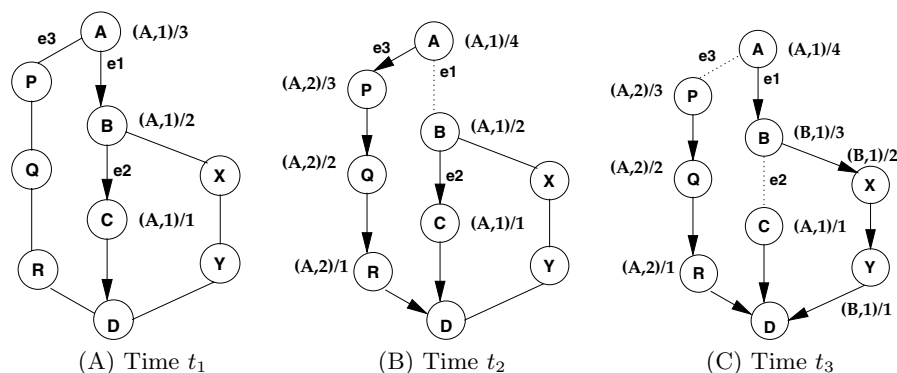 A (A,1)/3
e3
e1
P
B (A,1)/2
Q
e2
X
C (A,1)/1
R
Y
D
(A) Time t₁
A (A,1)/4
e3
e1
(A,2)/3 P
B (A,1)/2
(A,2)/2 Q
e2
X
C (A,1)/1
(A,2)/1 R
Y
D
(B) Time t₂
A (A,1)/4
e3
e1
(A,2)/3 P
B (B,1)/3
(B,1)/2
(A,2)/2 Q
e2
X
C (A,1)/1
(A,2)/1 R
Y
(B,1)/1
D
(C) Time t₃